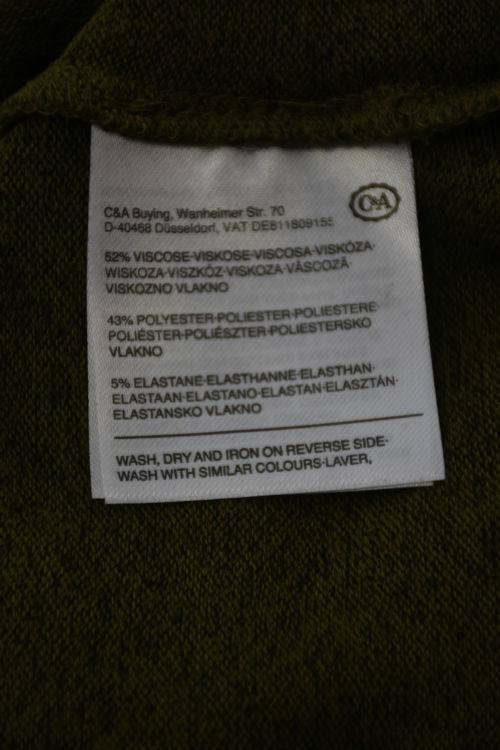 C&A Buying, Wanheimer Str. 70
D-40468 Düsseldorf, VAT DE811809155
C&A
52% VISCOSE·VISKOSE·VISCOSA·VISKÓZA·
WISKOZA·VISZKÓZ·VISKOZA·VÂSCOZĂ·
VISKOZNO VLAKNO
43% POLYESTER·POLIESTER·POLIESTERE·
POLIÉSTER·POLIÉSZTER·POLIESTERSKO
VLAKNO
5% ELASTANE·ELASTHANNE·ELASTHAN·
ELASTAAN·ELASTANO·ELASTAN·ELASZTÁN·
ELASTANSKO VLAKNO
WASH, DRY AND IRON ON REVERSE SIDE·
WASH WITH SIMILAR COLOURS·LAVER,